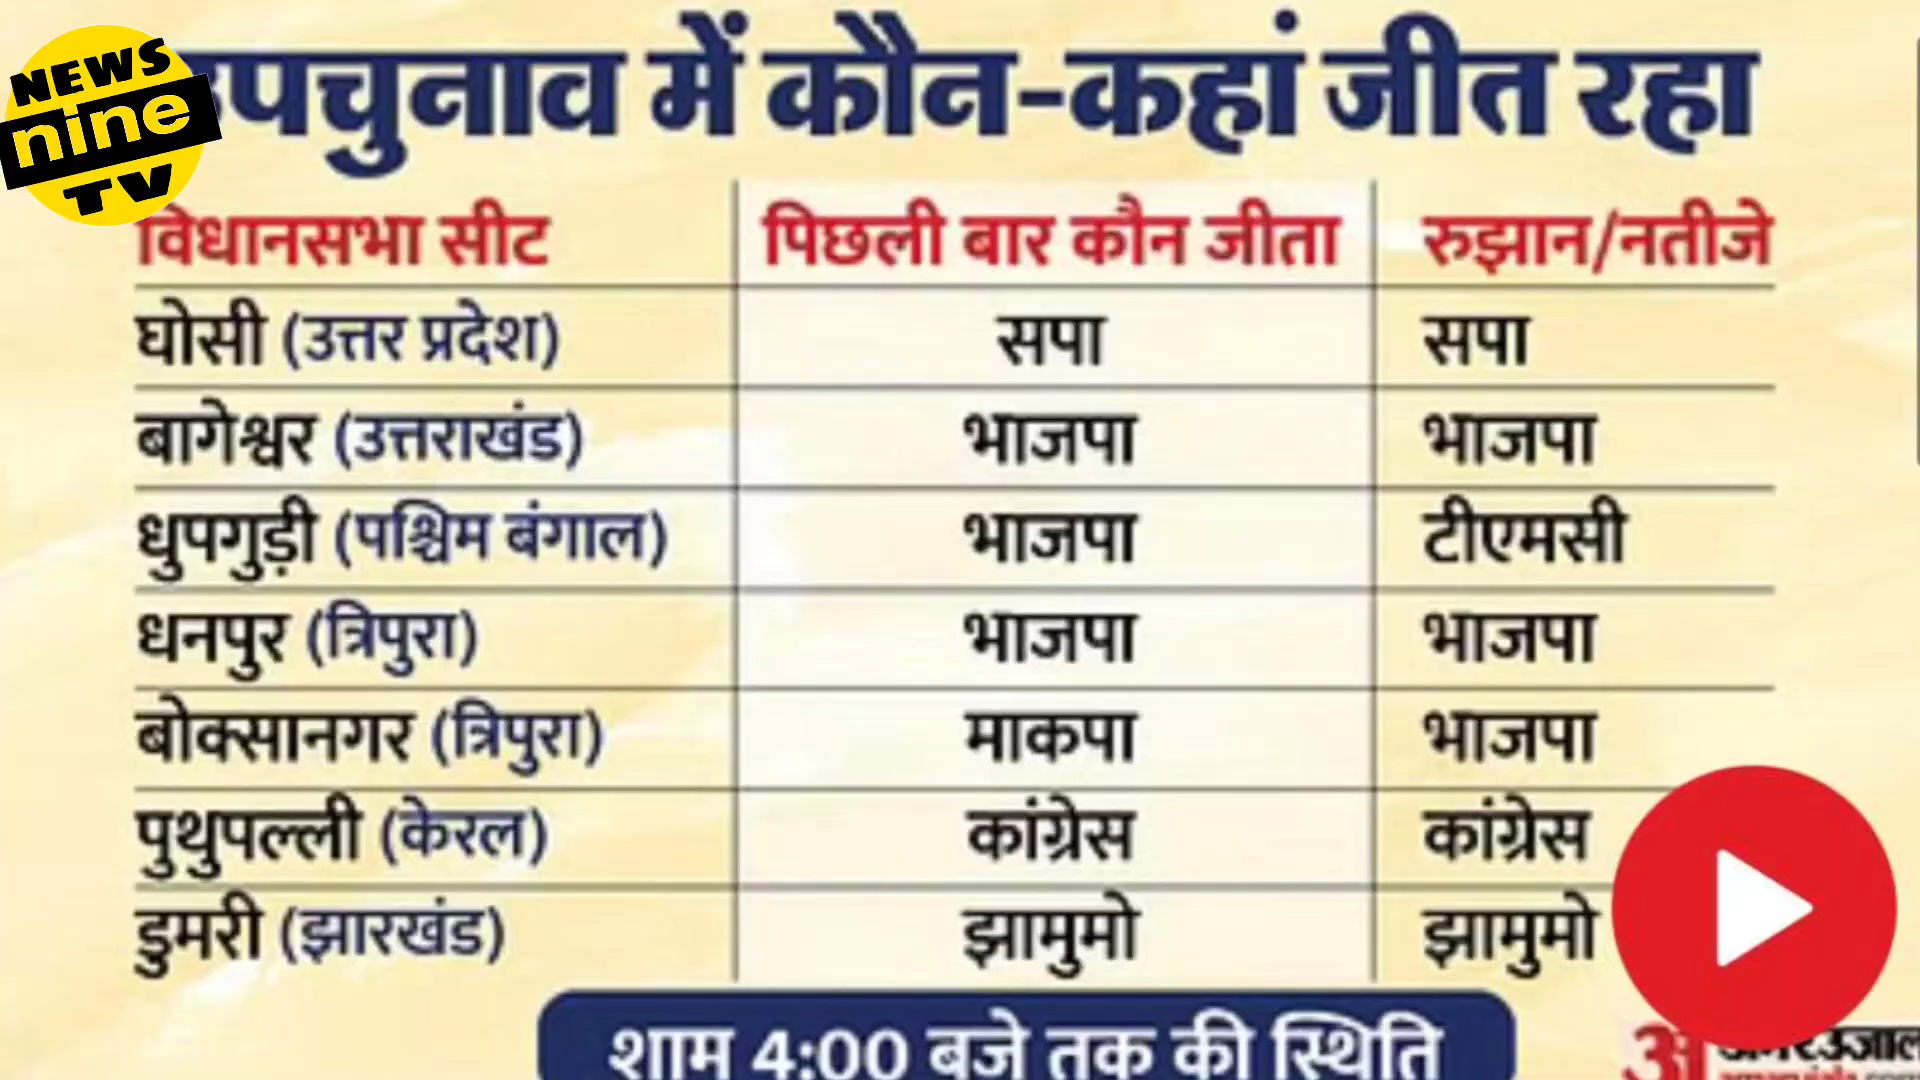 NEWS
nine
TV
उपचुनाव में कौन-कहां जीत रहा
विधानसभा सीट पिछली बार कौन जीता रुझान/नतीजे
घोसी (उत्तर प्रदेश) सपा सपा
बागेश्वर (उत्तराखंड) भाजपा भाजपा
धुपगुड़ी (पश्चिम बंगाल) भाजपा टीएमसी
धनपुर (त्रिपुरा) भाजपा भाजपा
बोक्सानगर (त्रिपुरा) माकपा भाजपा
पुथुपल्ली (केरल) कांग्रेस कांग्रेस
डुमरी (झारखंड) झामुमो झामुमो
शाम 4:00 बजे तक की स्थिति